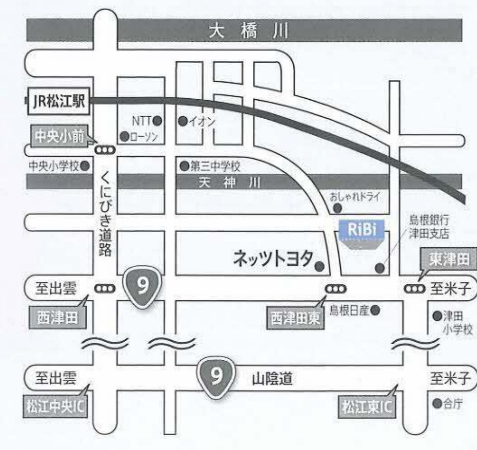 大橋川
JR松江駅
NTT
イオン
ローソン
中央小前
中央小学校
第三中学校
天神川
くにびき道路
おしゃれドライ
RiBi
島根銀行
津田支店
ネッツトヨタ
東津田
至出雲
9
至米子
西津田
西津田東
島根日産
津田
小学校
至出雲
9
山陰道
至米子
松江中央IC
松江東IC
合庁